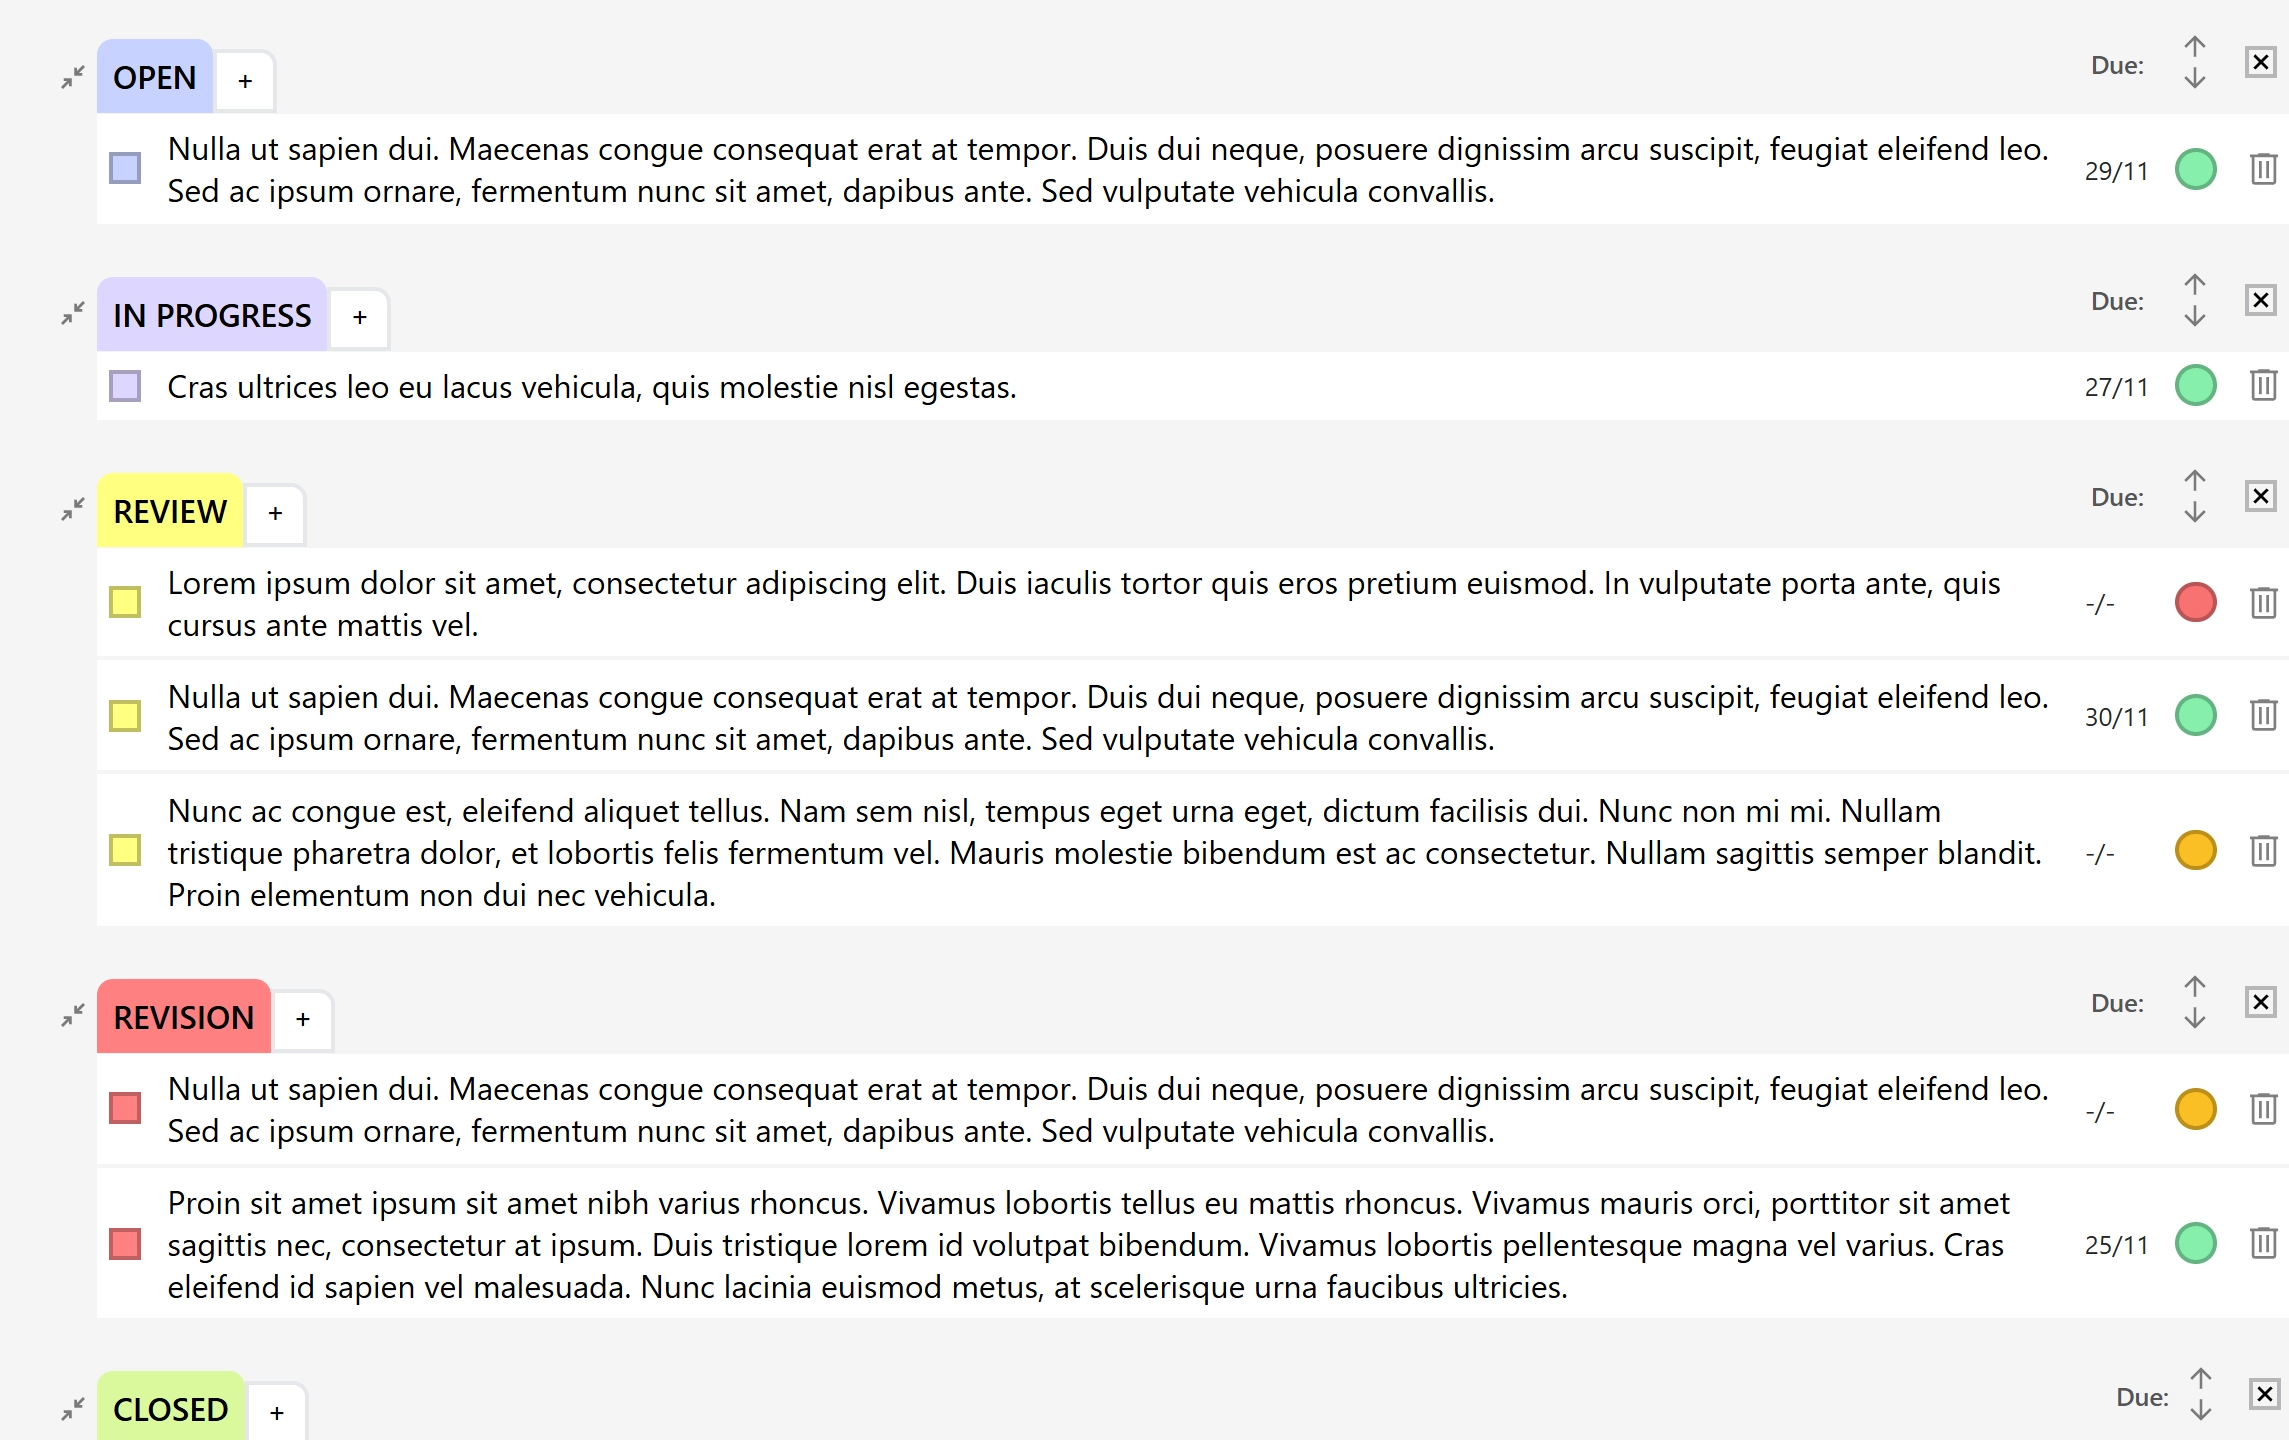 OPEN + Due:
Nulla ut sapien dui. Maecenas congue consequat erat at tempor. Duis dui neque, posuere dignissim arcu suscipit, feugiat eleifend leo.
Sed ac ipsum ornare, fermentum nunc sit amet, dapibus ante. Sed vulputate vehicula convallis.
29/11
IN PROGRESS + Due:
Cras ultrices leo eu lacus vehicula, quis molestie nisl egestas.
27/11
REVIEW + Due:
Lorem ipsum dolor sit amet, consectetur adipiscing elit. Duis iaculis tortor quis eros pretium euismod. In vulputate porta ante, quis
cursus ante mattis vel.
-/-
Nulla ut sapien dui. Maecenas congue consequat erat at tempor. Duis dui neque, posuere dignissim arcu suscipit, feugiat eleifend leo.
Sed ac ipsum ornare, fermentum nunc sit amet, dapibus ante. Sed vulputate vehicula convallis.
30/11
Nunc ac congue est, eleifend aliquet tellus. Nam sem nisl, tempus eget urna eget, dictum facilisis dui. Nunc non mi mi. Nullam
tristique pharetra dolor, et lobortis felis fermentum vel. Mauris molestie bibendum est ac consectetur. Nullam sagittis semper blandit.
Proin elementum non dui nec vehicula.
-/-
REVISION + Due:
Nulla ut sapien dui. Maecenas congue consequat erat at tempor. Duis dui neque, posuere dignissim arcu suscipit, feugiat eleifend leo.
Sed ac ipsum ornare, fermentum nunc sit amet, dapibus ante. Sed vulputate vehicula convallis.
-/-
Proin sit amet ipsum sit amet nibh varius rhoncus. Vivamus lobortis tellus eu mattis rhoncus. Vivamus mauris orci, porttitor sit amet
sagittis nec, consectetur at ipsum. Duis tristique lorem id volutpat bibendum. Vivamus lobortis pellentesque magna vel varius. Cras
eleifend id sapien vel malesuada. Nunc lacinia euismod metus, at scelerisque urna faucibus ultricies.
25/11
CLOSED + Due: